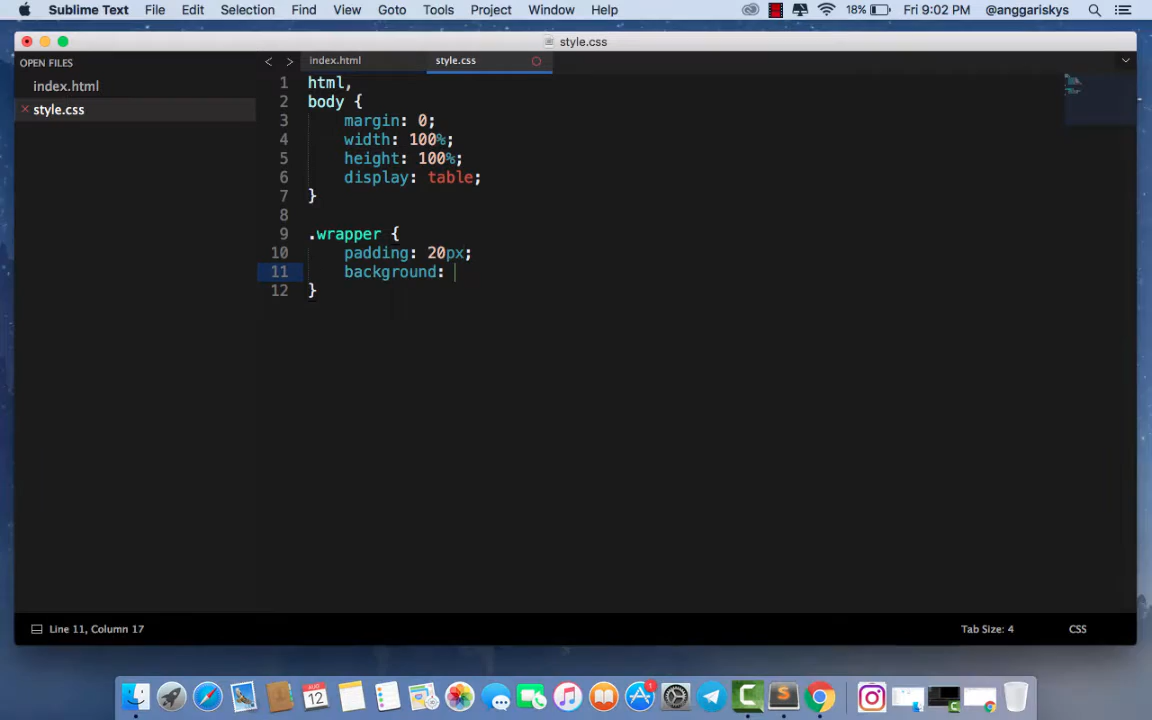 Sublime Text File Edit Selection Find View Goto Tools Project Window Help 18% Fri 9:02 PM @anggariskys
style.css
OPEN FILES
index.html
style.css
index.html style.css
1 html,
2 body {
3 margin: 0;
4 width: 100%;
5 height: 100%;
6 display: table;
7 }
8
9 .wrapper {
10 padding: 20px;
11 background:
12 }
Line 11, Column 17 Tab Size: 4 CSS
12